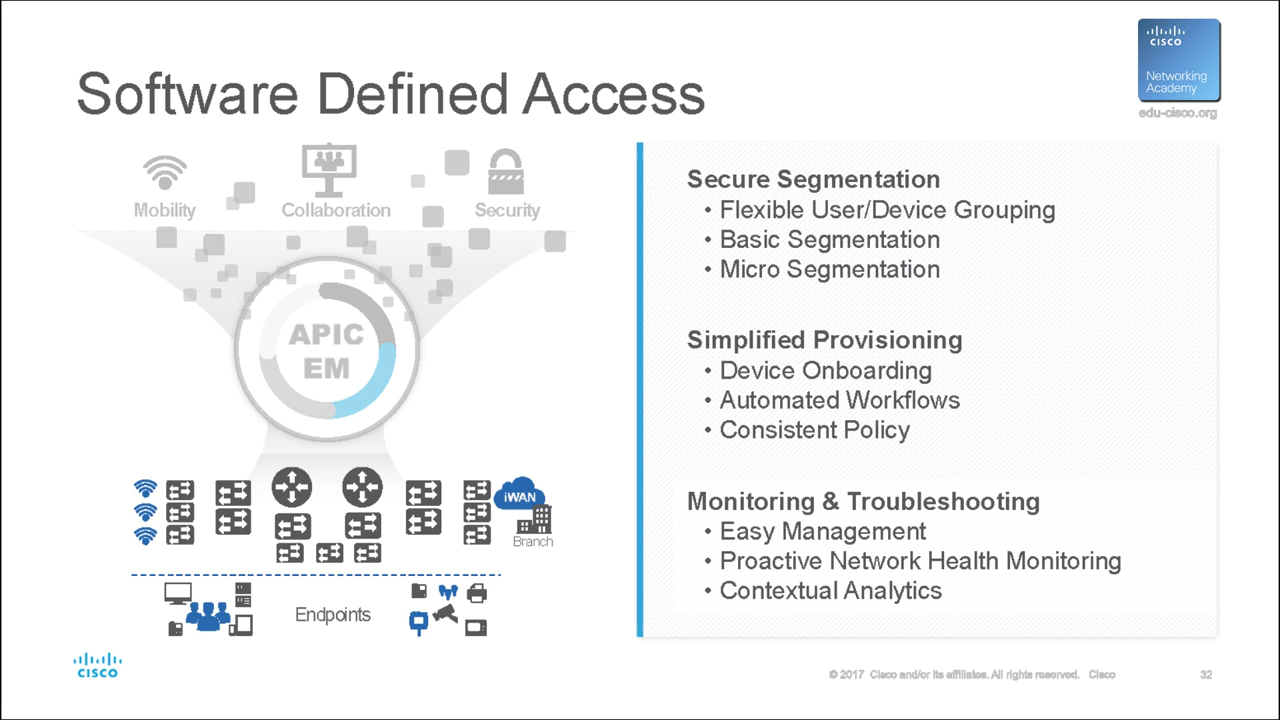 CISCO
Networking
Academy
edu-cisco.org
Software Defined Access
Mobility
Collaboration
Security
APIC
EM
iWAN
Branch
Endpoints
Secure Segmentation
• Flexible User/Device Grouping
• Basic Segmentation
• Micro Segmentation
Simplified Provisioning
• Device Onboarding
• Automated Workflows
• Consistent Policy
Monitoring & Troubleshooting
• Easy Management
• Proactive Network Health Monitoring
• Contextual Analytics
CISCO
© 2017 Cisco and/or its affiliates. All rights reserved. Cisco
32